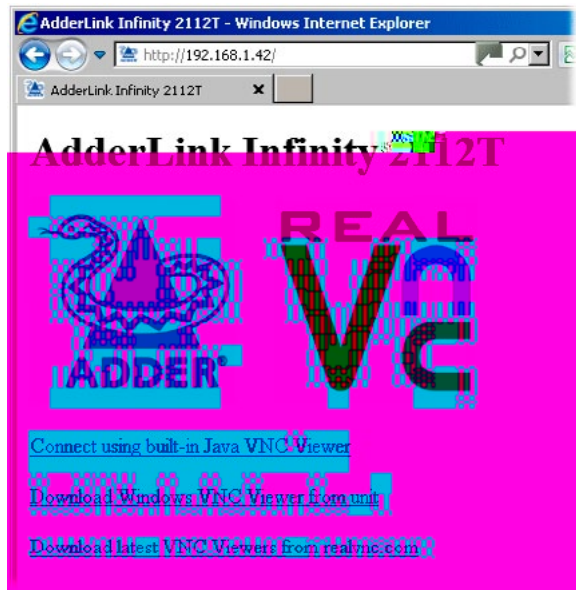 AdderLink Infinity 2112T - Windows Internet Explorer
http://192.168.1.42/
AdderLink Infinity 2112T x
AdderLink Infinity 2112T
REAL
Vnc
ADDER®
Connect using built-in Java VNC Viewer
Download Windows VNC Viewer from unit
Download latest VNC Viewers from realvnc.com